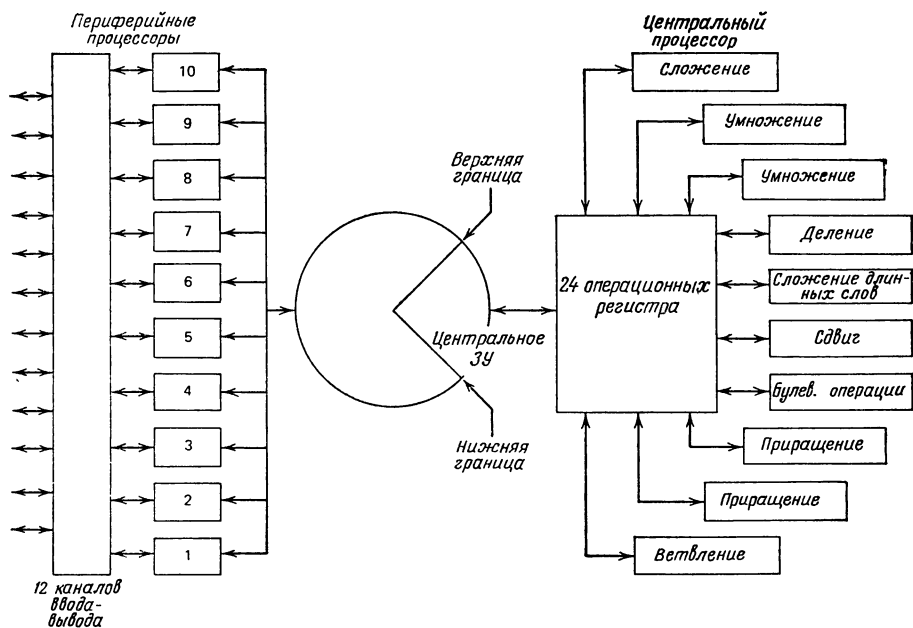 Периферийные
процессоры
10
9
8
7
6
5
4
3
2
1
12 каналов
ввода-
вывода
Верхняя
граница
Центральное
ЗУ
Нижняя
граница
Центральный
процессор
Сложение
Умножение
Умножение
Деление
24 операционных
регистра
Сложение длин-
ных слов
Сдвиг
Булев. операции
Приращение
Приращение
Ветвление